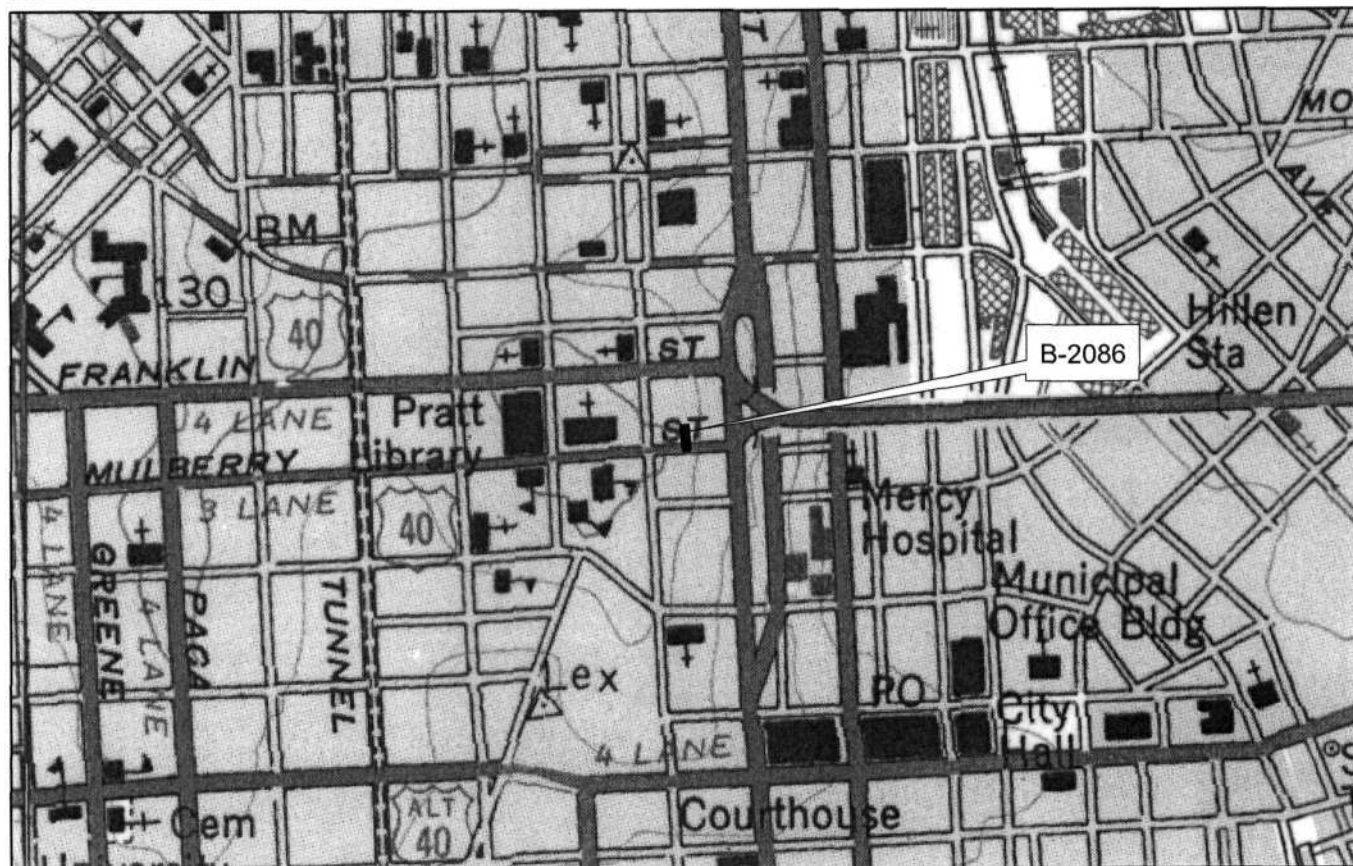 ST
MO
AVE
BM
130
40
Hillen
Sta
B-2086
FRANKLIN
ST
4 LANE
Pratt
Library
ST
MULBERRY
3 LANE
40
4 LANE
GREENE
4 LANE
PACA
TUNNEL
Mercy
Hospital
Municipal
Office Bldg
Lex
PO
City
Hall
4 LANE
ALT
40
Courthouse
Cem
University